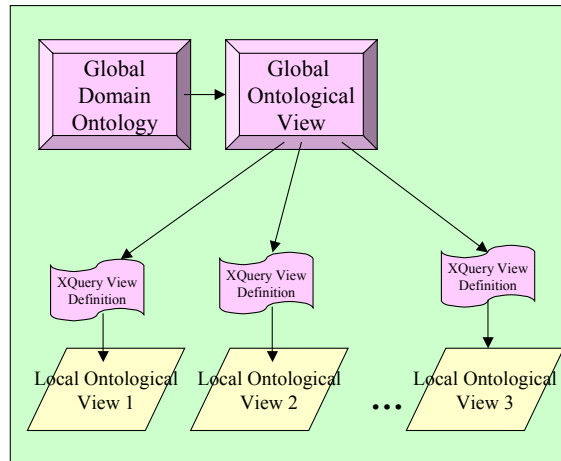 Global
Domain
Ontology
Global
Ontological
View
XQuery View
Definition
XQuery View
Definition
XQuery View
Definition
Local Ontological
View 1
Local Ontological
View 2
...
Local Ontological
View 3